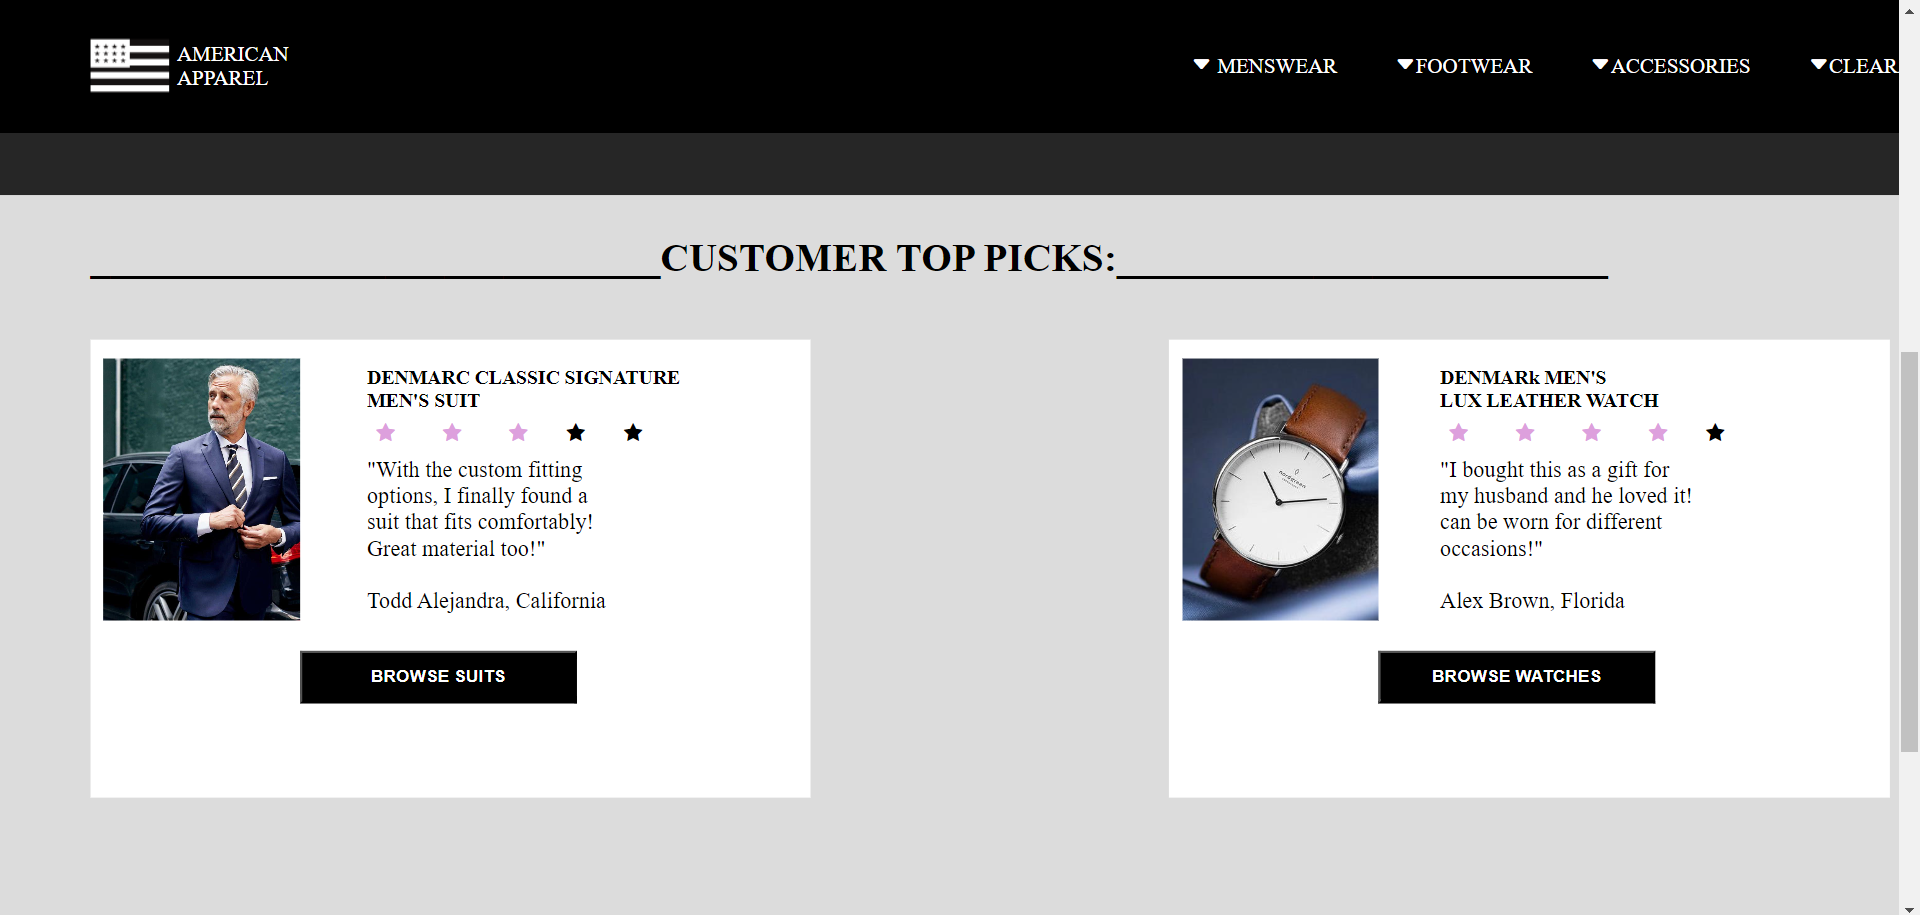 AMERICAN
APPAREL
MENSWEAR
FOOTWEAR
ACCESSORIES
CLEAR
CUSTOMER TOP PICKS:
DENMARC CLASSIC SIGNATURE
MEN'S SUIT
"With the custom fitting
options, I finally found a
suit that fits comfortably!
Great material too!"
Todd Alejandra, California
BROWSE SUITS
DENMARk MEN'S
LUX LEATHER WATCH
"I bought this as a gift for
my husband and he loved it!
can be worn for different
occasions!"
Alex Brown, Florida
BROWSE WATCHES